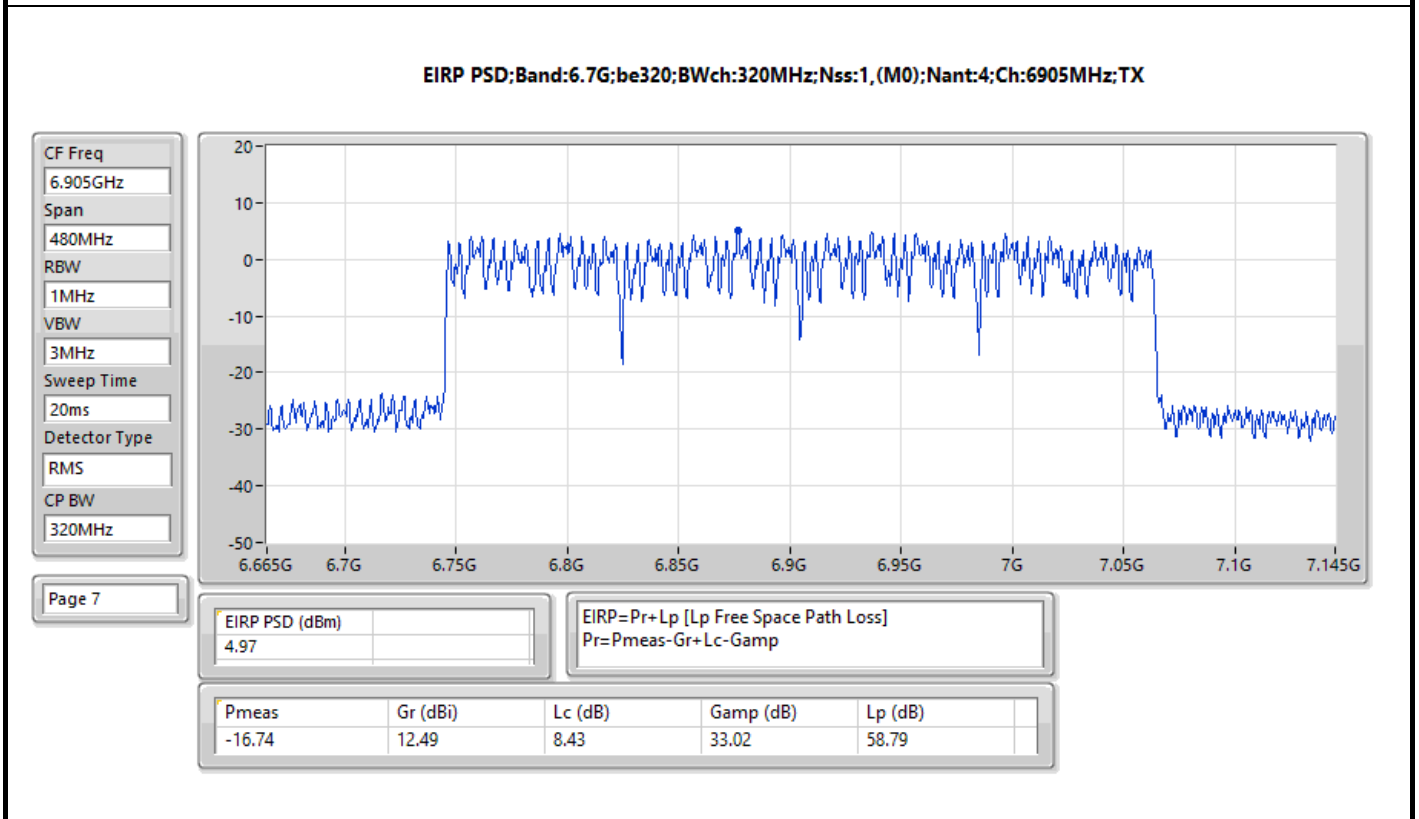 EIRP PSD;Band:6.7G;be320;BWch:320MHz;Nss:1,(M0);Nant:4;Ch:6905MHz;TX
CF Freq
6.905GHz
Span
480MHz
RBW
1MHz
VBW
3MHz
Sweep Time
20ms
Detector Type
RMS
CP BW
320MHz
Page 7
20
10
0
-10
-20
-30
-40
-50
6.665G 6.7G 6.75G 6.8G 6.85G 6.9G 6.95G 7G 7.05G 7.1G 7.145G
EIRP PSD (dBm)
4.97
EIRP=Pr+Lp [Lp Free Space Path Loss]
Pr=Pmeas-Gr+Lc-Gamp
Pmeas Gr (dBi) Lc (dB) Gamp (dB) Lp (dB)
-16.74 12.49 8.43 33.02 58.79